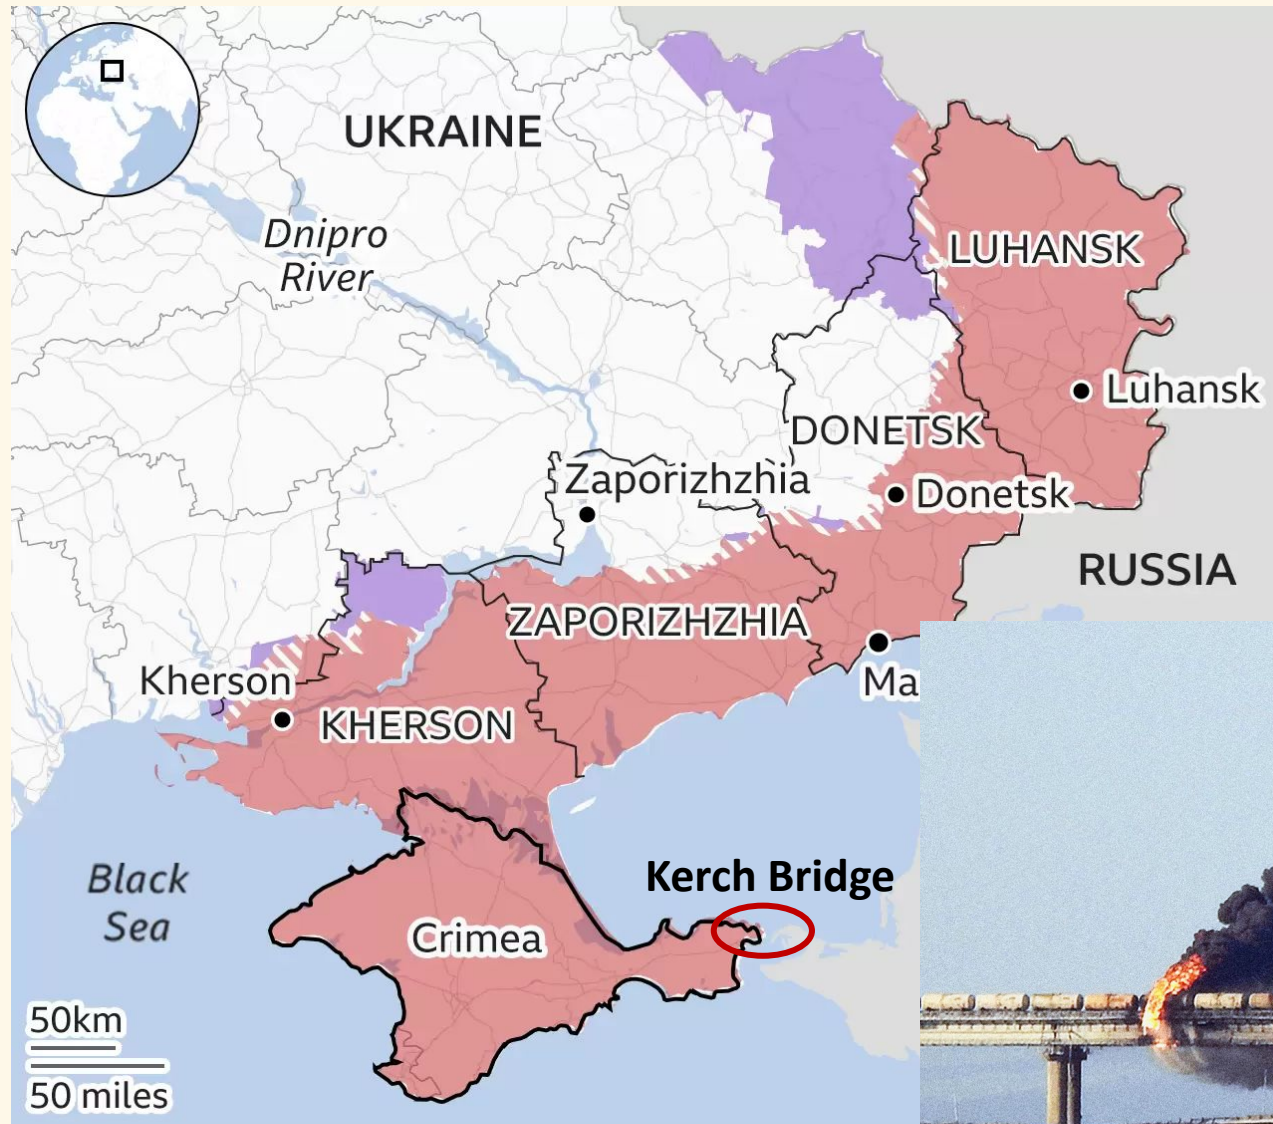 UKRAINE
Dnipro
River
LUHANSK
Luhansk
DONETSK
Zaporizhzhia
Donetsk
RUSSIA
ZAPORIZHZHIA
Kherson
Ma
KHERSON
Kerch Bridge
Black
Sea
Crimea
50km
50 miles